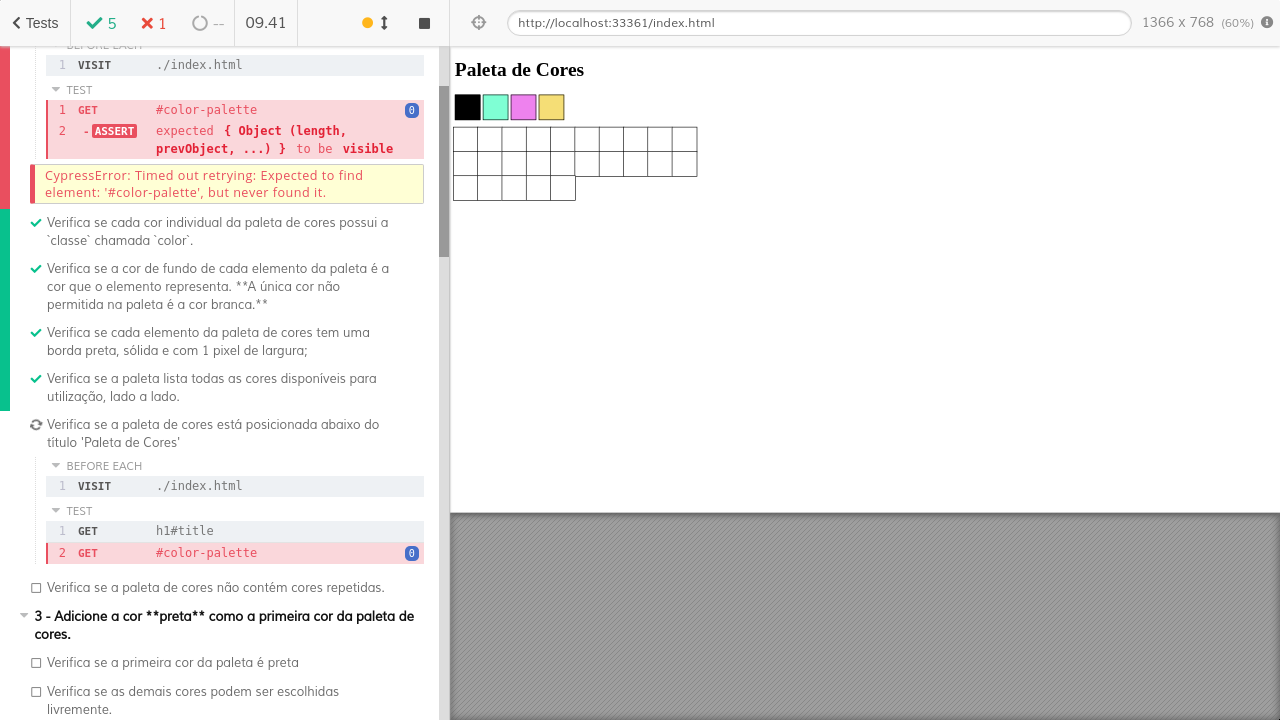 Tests
5
1
--
09.41
http://localhost:33361/index.html
1366 x 768 (60%)
BEFORE EACH
1 VISIT ./index.html
TEST
1 GET #color-palette 0
2 -ASSERT expected { Object (length,
prevObject, ...) } to be visible
CypressError: Timed out retrying: Expected to find
element: '#color-palette', but never found it.
Verifica se cada cor individual da paleta de cores possui a
`classe` chamada `color`.
Verifica se a cor de fundo de cada elemento da paleta é a
cor que o elemento representa. **A única cor não
permitida na paleta é a cor branca.**
Verifica se cada elemento da paleta de cores tem uma
borda preta, sólida e com 1 pixel de largura;
Verifica se a paleta lista todas as cores disponíveis para
utilização, lado a lado.
Verifica se a paleta de cores está posicionada abaixo do
título 'Paleta de Cores'
BEFORE EACH
1 VISIT ./index.html
TEST
1 GET h1#title
2 GET #color-palette 0
Verifica se a paleta de cores não contém cores repetidas.
3 - Adicione a cor **preta** como a primeira cor da paleta de
cores.
Verifica se a primeira cor da paleta é preta
Verifica se as demais cores podem ser escolhidas
livremente.
Paleta de Cores